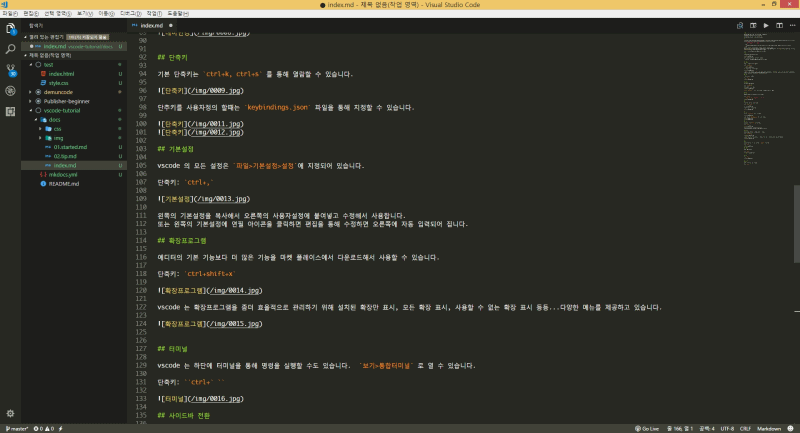 index.md - 제목 없음(작업 영역) - Visual Studio Code
파일(F) 편집(E) 선택 영역(S) 보기(V) 이동(G) 디버그(D) 작업(T) 도움말(H)
탐색기
index.md
열려 있는 편집기
index.md vscode-tutorial\docs U
제목 없음(작업 영역)
test
index.html U
style.css U
demuncode
Publisher-beginner
vscode-tutorial
docs
css
img
01.started.md U
02.tip.md U
index.md U
mkdocs.yml U
README.md
91
92 ## 단축키
93
94 기본 단축키는 `Ctrl+k, Ctrl+s` 를 통해 열람할 수 있습니다.
95
96 ![단축키](/img/0009.jpg)
97
98 단축키를 사용자정의 할때는 `keybindings.json` 파일을 통해 지정할 수 있습니다.
99
100 ![단축키](/img/0011.jpg)
101 ![단축키](/img/0012.jpg)
102
103 ## 기본설정
104
105 vscode 의 모든 설정은 `파일>기본설정>설정`에 지정되어 있습니다.
106
107 단축키: `Ctrl+,`
108
109 ![기본설정](/img/0013.jpg)
110
111 왼쪽의 기본설정을 복사해서 오른쪽의 사용자설정에 붙여넣고 수정해서 사용합니다.
112 또는 왼쪽의 기본설정에 연필 아이콘을 클릭하면 편집을 통해 수정하면 오른쪽에 자동 입력되어 집니다.
113
114 ## 확장프로그램
115
116 에디터의 기본 기능보다 더 많은 기능을 마켓 플레이스에서 다운로드해서 사용할 수 있습니다.
117
118 단축키: `ctrl+shift+x`
119
120 ![확장프로그램](/img/0014.jpg)
121
122 vscode 는 확장프로그램을 좀더 효율적으로 관리하기 위해 설치된 확장만 표시, 모든 확장 표시, 사용할 수 없는 확장 표시 등등...다양한 메뉴를 제공하고 있습니다.
123
124 ![확장프로그램](/img/0015.jpg)
125
126
127 ## 터미널
128
129 vscode 는 하단에 터미널을 통해 명령을 실행할 수도 있습니다. `보기>통합터미널` 로 열 수 있습니다.
130
131 단축키: ``Ctrl+` ``
132
133 ![터미널](/img/0016.jpg)
134
135 ## 사이드바 전환
master* 0 0 Go Live 줄 166, 열 1 공백: 4 UTF-8 CRLF Markdown